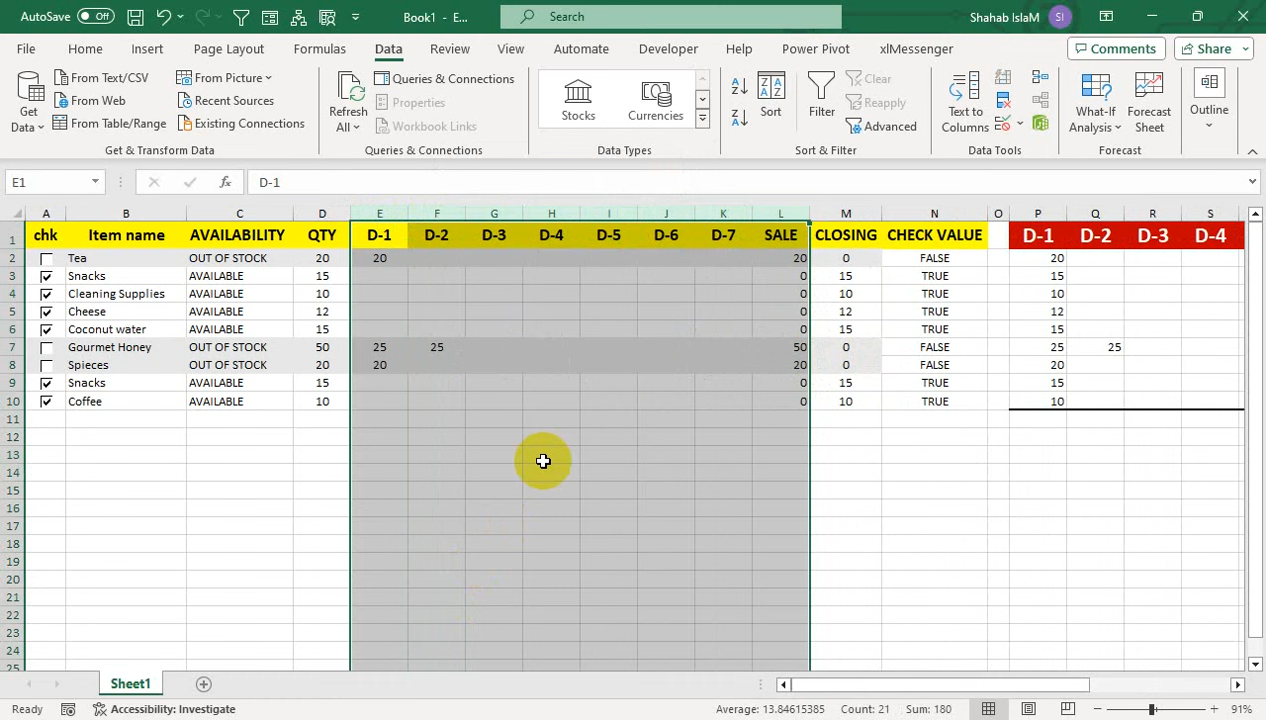 AutoSave Off Book1 - E... Search Shahab IslaM SI
File Home Insert Page Layout Formulas Data Review View Automate Developer Help Power Pivot xlMessenger Comments Share
Get Data
From Text/CSV
From Web
From Table/Range
From Picture
Recent Sources
Existing Connections
Get & Transform Data
Refresh All
Queries & Connections
Properties
Workbook Links
Queries & Connections
Stocks Currencies
Data Types
Sort
Filter
Clear
Reapply
Advanced
Sort & Filter
Text to Columns
Data Tools
What-If Analysis
Forecast Sheet
Forecast
Outline
E1 fx D-1
A B C D E F G H I J K L M N O P Q R S
1 chk Item name AVAILABILITY QTY D-1 D-2 D-3 D-4 D-5 D-6 D-7 SALE CLOSING CHECK VALUE D-1 D-2 D-3 D-4
2 Tea OUT OF STOCK 20 20 20 0 FALSE 20
3 Snacks AVAILABLE 15 0 15 TRUE 15
4 Cleaning Supplies AVAILABLE 10 0 10 TRUE 10
5 Cheese AVAILABLE 12 0 12 TRUE 12
6 Coconut water AVAILABLE 15 0 15 TRUE 15
7 Gourmet Honey OUT OF STOCK 50 25 25 50 0 FALSE 25 25
8 Spieces OUT OF STOCK 20 20 20 0 FALSE 20
9 Snacks AVAILABLE 15 0 15 TRUE 15
10 Coffee AVAILABLE 10 0 10 TRUE 10
11
12
13
14
15
16
17
18
19
20
21
22
23
24
25
Sheet1
Ready Accessibility: Investigate Average: 13.84615385 Count: 21 Sum: 180 91%